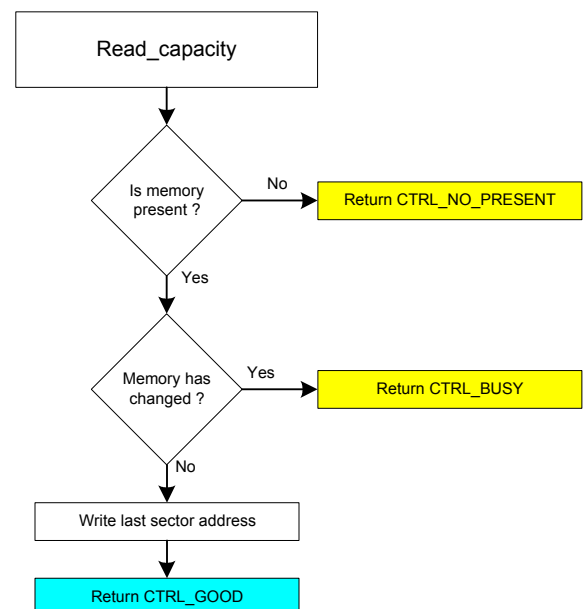 Read_capacity
Is memory
present ?
No
Return CTRL_NO_PRESENT
Yes
Memory has
changed ?
Yes
Return CTRL_BUSY
No
Write last sector address
Return CTRL_GOOD